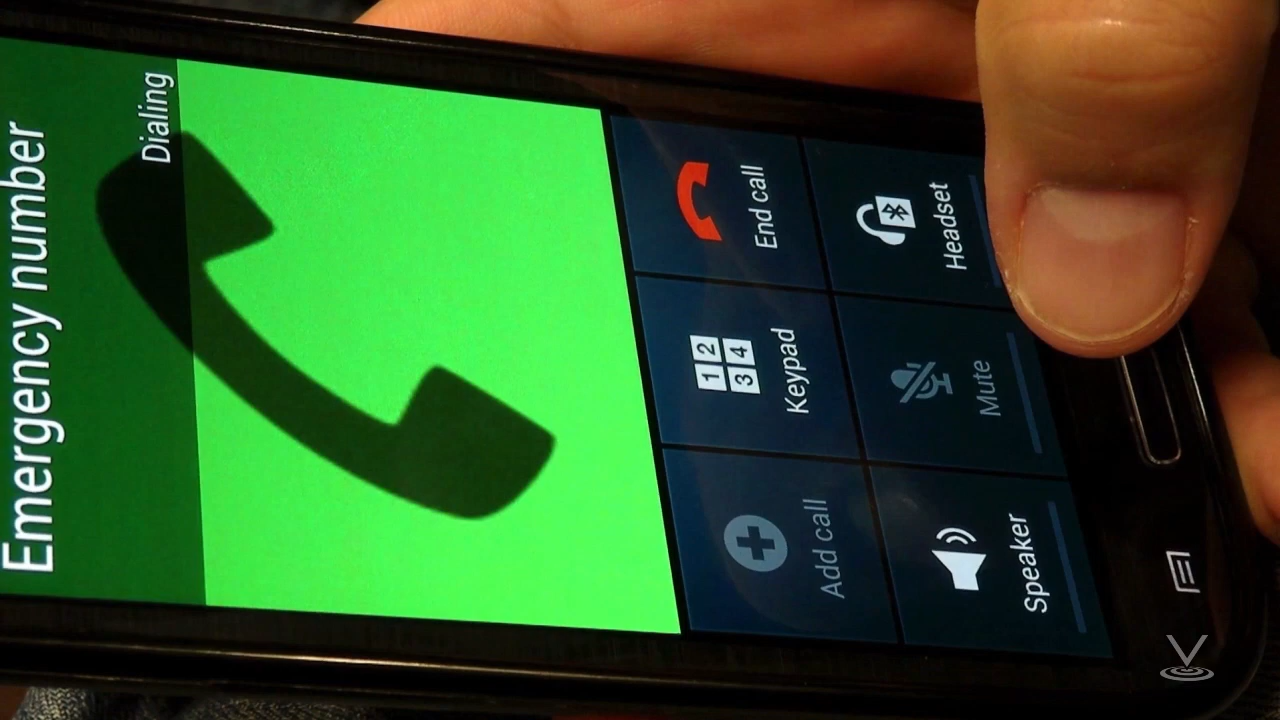 Emergency number
Dialing
Add call
1 2
3 4
Keypad
End call
Speaker
Mute
Headset
V